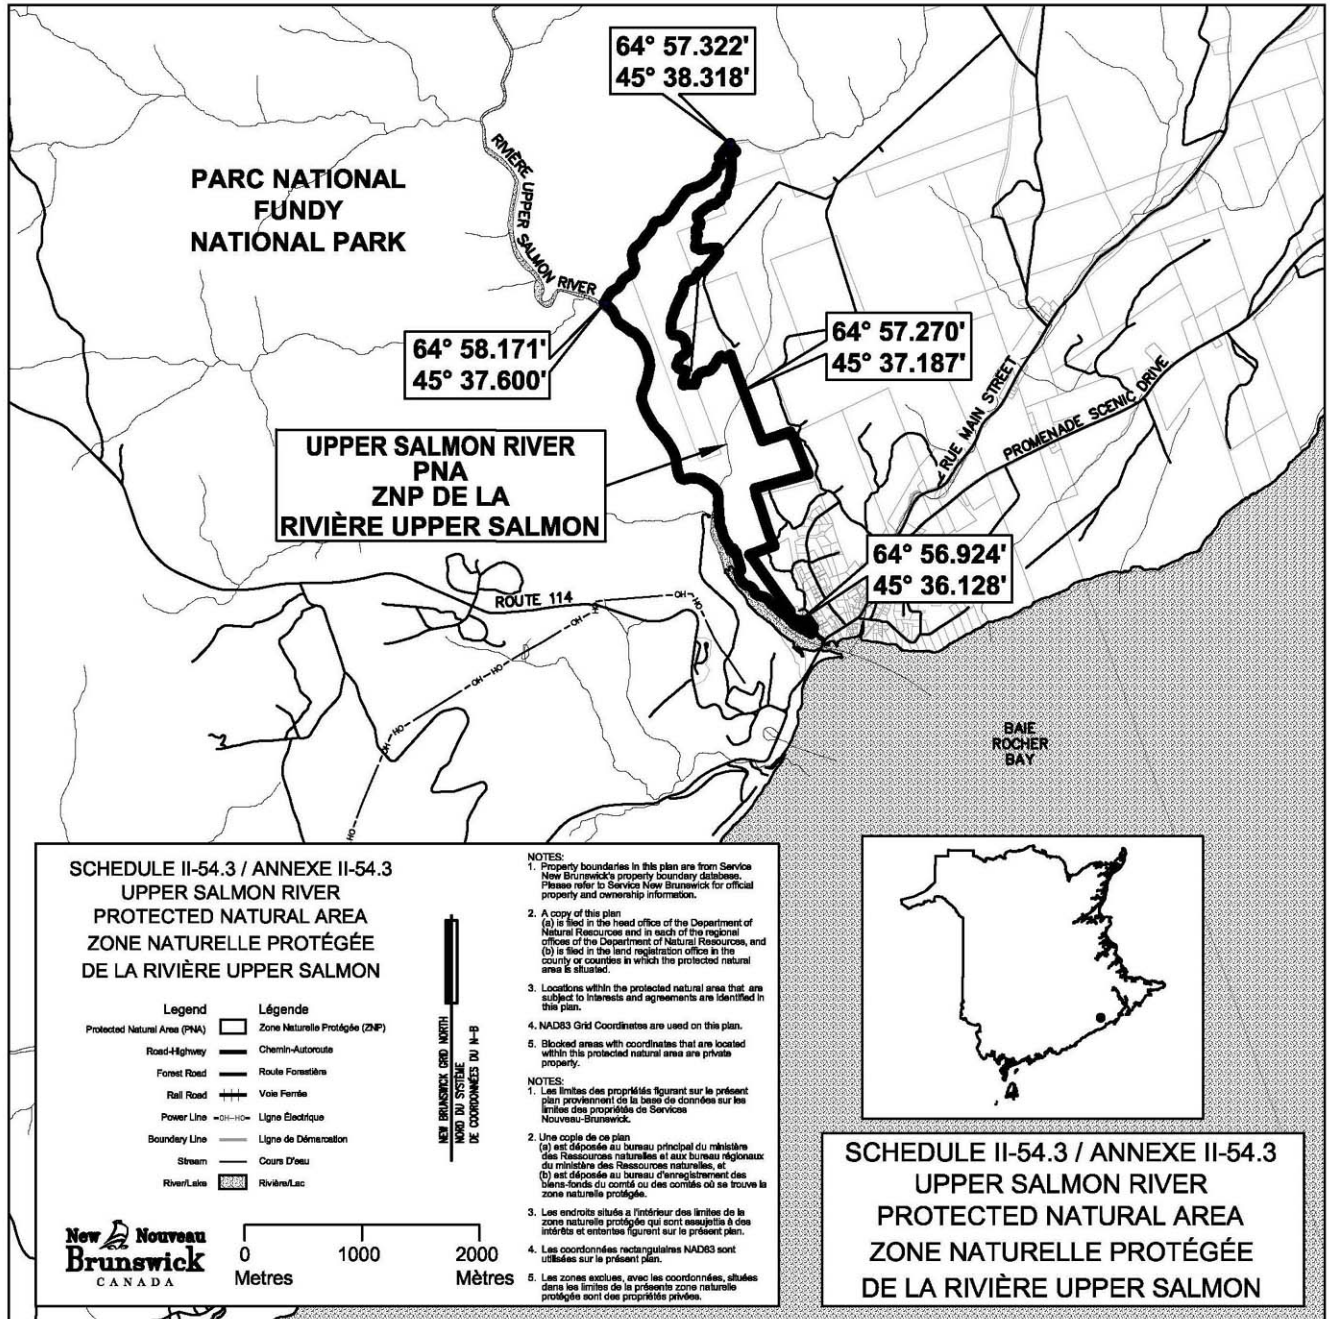 64° 57.322'
45° 38.318'
PARC NATIONAL
FUNDY
NATIONAL PARK
RIVIÈRE UPPER SALMON RIVER
64° 58.171'
45° 37.600'
64° 57.270'
45° 37.187'
RUE MAIN STREET
PROMENADE SCENIC DRIVE
UPPER SALMON RIVER
PNA
ZNP DE LA
RIVIÈRE UPPER SALMON
64° 56.924'
45° 36.128'
ROUTE 114
OH HO
OH
OH-HO
OH HO
HO
BAIE
ROCHER
BAY
SCHEDULE II-54.3 / ANNEXE II-54.3
UPPER SALMON RIVER
PROTECTED NATURAL AREA
ZONE NATURELLE PROTÉGÉE
DE LA RIVIÈRE UPPER SALMON
Legend Légende
Protected Natural Area (PNA) Zone Naturelle Protégée (ZNP)
Road-Highway Chemin-Autoroute
Forest Road Route Forestière
Rail Road Voie Ferrée
Power Line OH-HO Ligne Électrique
Boundary Line Ligne de Démarcation
Stream Cours D'eau
River/Lake Rivière/Lac
NEW BRUNSWICK GRID NORTH
NORD DU SYSTÈME
DE COORDONNÉES DU N-B
New Nouveau
Brunswick
CANADA
0 1000 2000
Metres Mètres
NOTES:
1. Property boundaries in this plan are from Service
New Brunswick's property boundary database.
Please refer to Service New Brunswick for official
property and ownership information.
2. A copy of this plan
(a) is filed in the head office of the Department of
Natural Resources and in each of the regional
offices of the Department of Natural Resources, and
(b) is filed in the land registration office in the
county or counties in which the protected natural
area is situated.
3. Locations within the protected natural area that are
subject to interests and agreements are identified in
this plan.
4. NAD83 Grid Coordinates are used on this plan.
5. Blocked areas with coordinates that are located
within this protected natural area are private
property.
NOTES:
1. Les limites des propriétés figurant sur le présent
plan proviennent de la base de données sur les
limites des propriétés de Services
Nouveau-Brunswick.
2. Une copie de ce plan
(a) est déposée au bureau principal du ministère
des Ressources naturelles et aux bureau régionaux
du ministère des Ressources naturelles, et
(b) est déposée au bureau d'enregistrement des
biens-fonds du comté ou des comtés où se trouve la
zone naturelle protégée.
3. Les endroits situés a l'intérieur des limites de la
zone naturelle protégée qui sont assujettis à des
intérêts et ententes figurent sur le présent plan.
4. Les coordonnées rectangulaires NAD83 sont
utilisées sur le présent plan.
5. Les zones exclues, avec les coordonnées, situées
dans les limites de la présente zone naturelle
protégée sont des propriétés privées.
SCHEDULE II-54.3 / ANNEXE II-54.3
UPPER SALMON RIVER
PROTECTED NATURAL AREA
ZONE NATURELLE PROTÉGÉE
DE LA RIVIÈRE UPPER SALMON